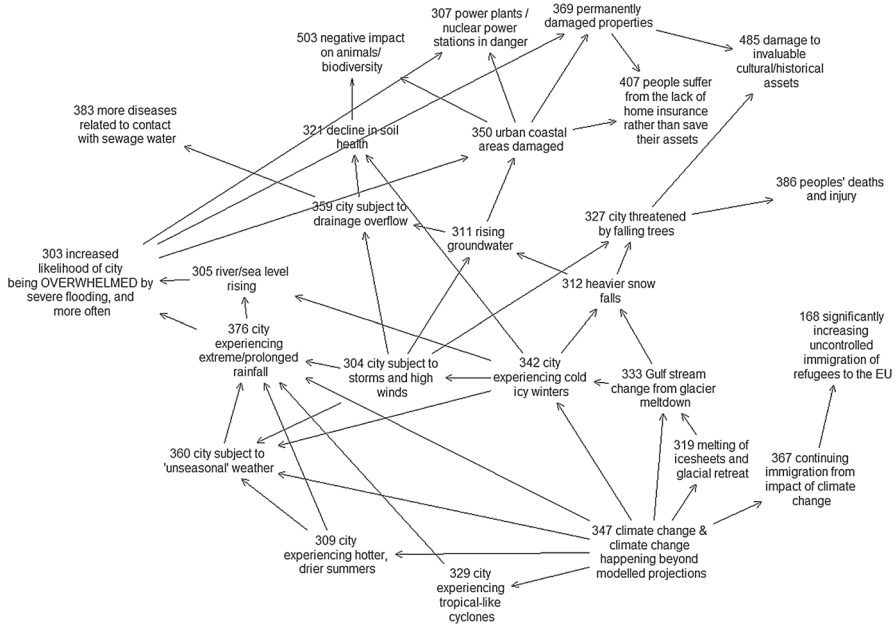 307 power plants /
nuclear power
stations in danger
369 permanently
damaged properties
503 negative impact
on animals/
biodiversity
485 damage to
invaluable
cultural/historical
assets
407 people suffer
from the lack of
home insurance
rather than save
their assets
383 more diseases
related to contact
with sewage water
321 decline in soil
health
350 urban coastal
areas damaged
386 peoples' deaths
and injury
359 city subject to
drainage overflow
311 rising
groundwater
327 city threatened
by falling trees
303 increased
likelihood of city
being OVERWHELMED by
severe flooding, and
more often
305 river/sea level
rising
312 heavier snow
falls
376 city
experiencing
extreme/prolonged
rainfall
168 significantly
increasing
uncontrolled
immigration of
refugees to the EU
304 city subject to
storms and high
winds
342 city
experiencing cold
icy winters
333 Gulf stream
change from glacier
meltdown
360 city subject to
'unseasonal' weather
319 melting of
icesheets and
glacial retreat
367 continuing
immigration from
impact of climate
change
309 city
experiencing hotter,
drier summers
329 city
experiencing
tropical-like
cyclones
347 climate change &
climate change
happening beyond
modelled projections